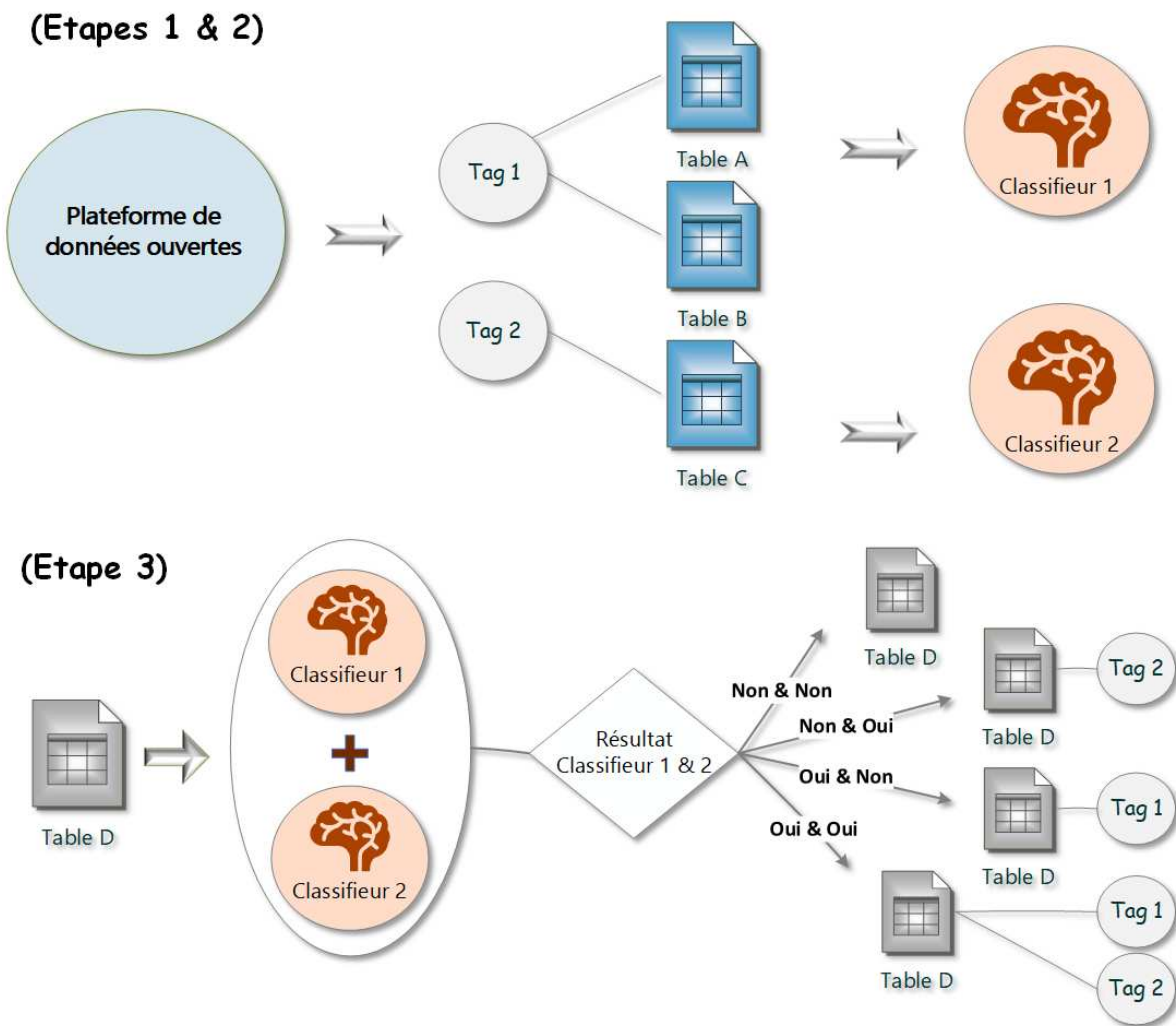 (Etapes 1 & 2)
Plateforme de
données ouvertes
Tag 1
Tag 2
Table A
Table B
Table C
Classifieur 1
Classifieur 2
(Etape 3)
Table D
Classifieur 1
Classifieur 2
Résultat
Classifieur 1 & 2
Non & Non
Non & Oui
Oui & Non
Oui & Oui
Table D
Table D
Tag 2
Table D
Tag 1
Table D
Tag 1
Tag 2